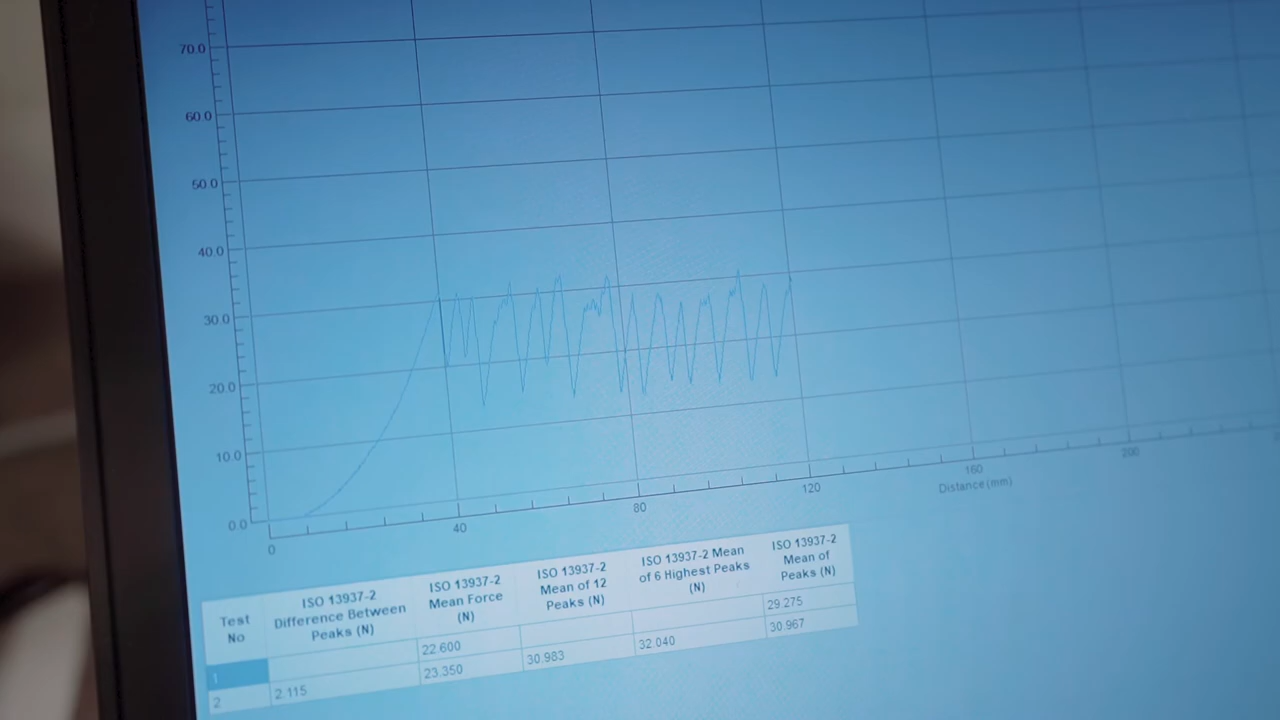 70.0
60.0
50.0
40.0
30.0
20.0
10.0
0.0
0
40
80
120
160
200
Distance (mm)
Test No
ISO 13937-2 Difference Between Peaks (N)
ISO 13937-2 Mean Force (N)
ISO 13937-2 Mean of 12 Peaks (N)
ISO 13937-2 Mean of 6 Highest Peaks (N)
ISO 13937-2 Mean of Peaks (N)
1 22.600 29.275
2 2.115 23.350 30.983 32.040 30.967